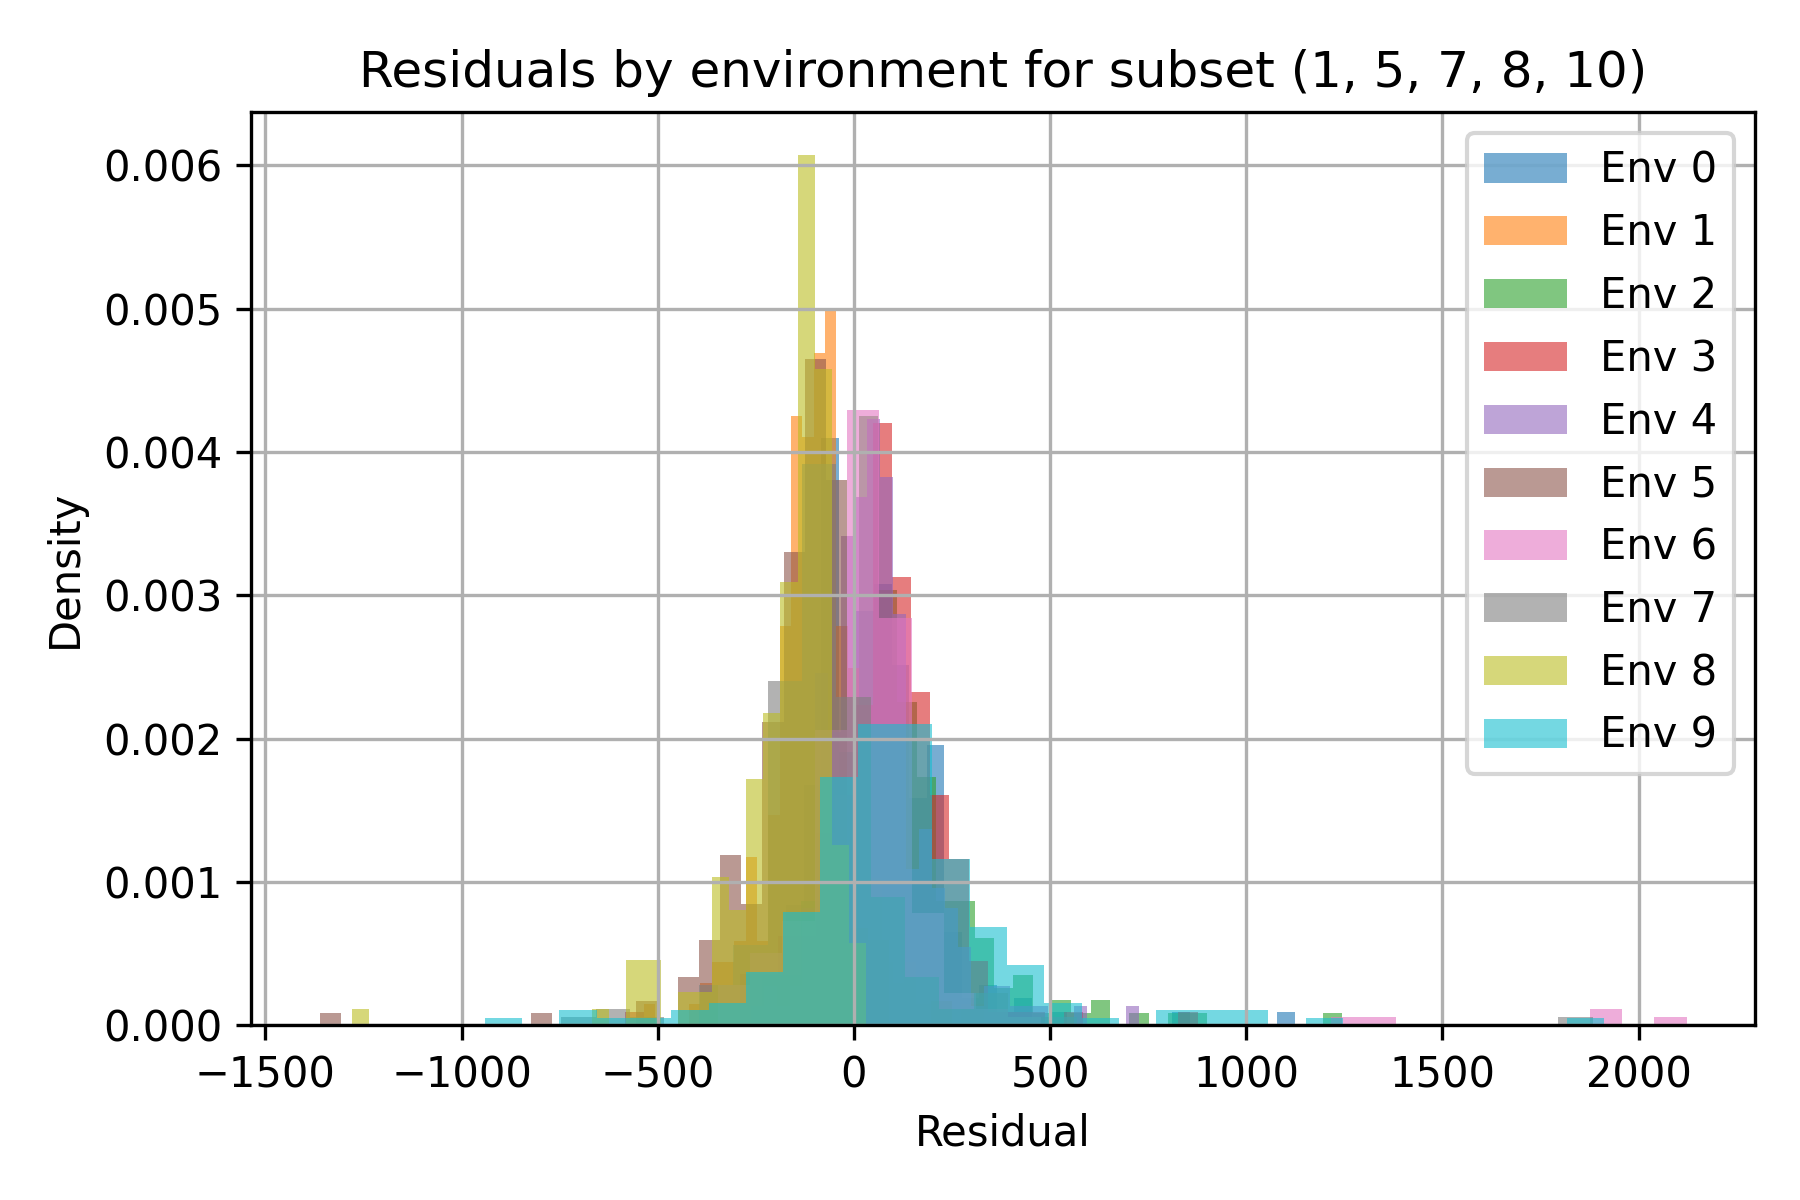 Residuals by environment for subset (1, 5, 7, 8, 10)
0.006
0.005
0.004
0.003
0.002
0.001
0.000
Density
−1500
−1000
−500
0
500
1000
1500
2000
Residual
Env 0
Env 1
Env 2
Env 3
Env 4
Env 5
Env 6
Env 7
Env 8
Env 9